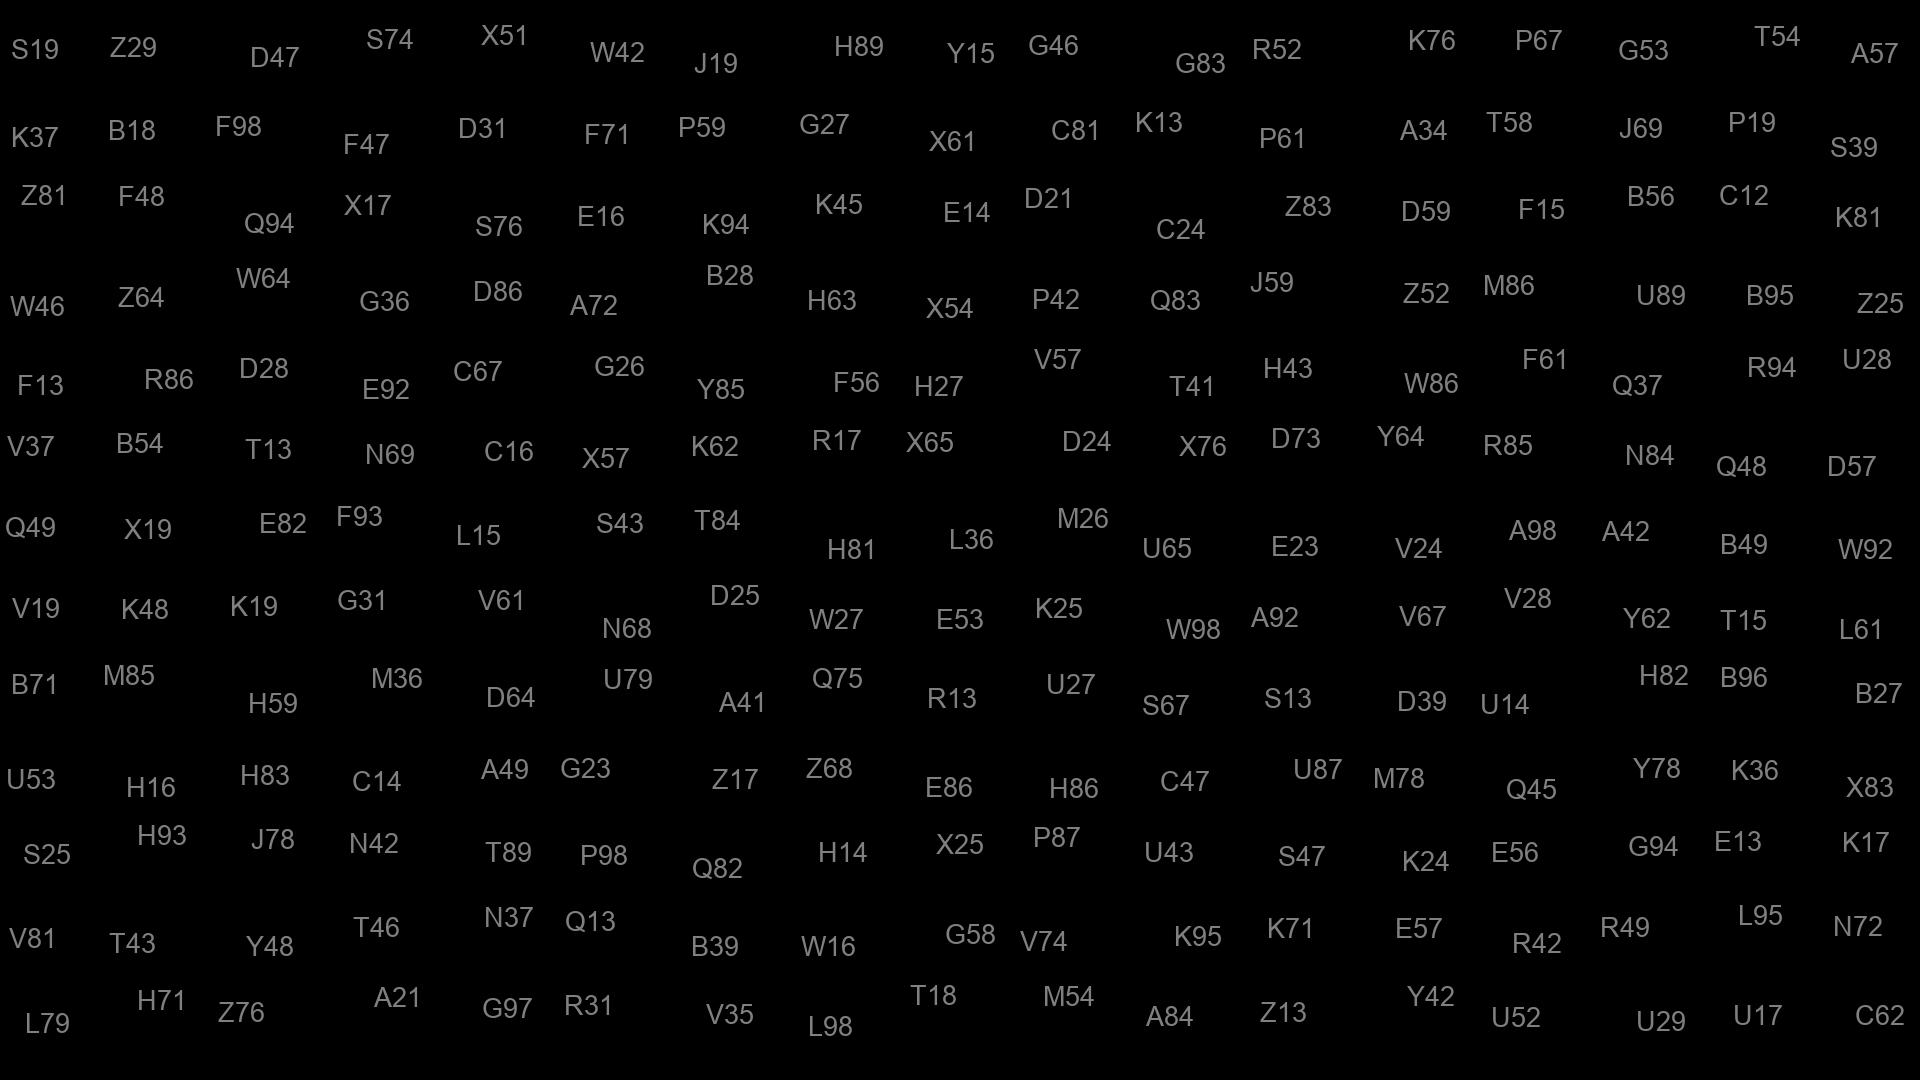 S19 Z29 D47 S74 X51 W42 J19 H89 Y15 G46 G83 R52 K76 P67 G53 T54 A57
K37 B18 F98 F47 D31 F71 P59 G27 X61 C81 K13 P61 A34 T58 J69 P19 S39
Z81 F48 Q94 X17 S76 E16 K94 K45 E14 D21 C24 Z83 D59 F15 B56 C12 K81
W46 Z64 W64 G36 D86 A72 B28 H63 X54 P42 Q83 J59 Z52 M86 U89 B95 Z25
F13 R86 D28 E92 C67 G26 Y85 F56 H27 V57 T41 H43 W86 F61 Q37 R94 U28
V37 B54 T13 N69 C16 X57 K62 R17 X65 D24 X76 D73 Y64 R85 N84 Q48 D57
Q49 X19 E82 F93 L15 S43 T84 H81 L36 M26 U65 E23 V24 A98 A42 B49 W92
V19 K48 K19 G31 V61 N68 D25 W27 E53 K25 W98 A92 V67 V28 Y62 T15 L61
B71 M85 H59 M36 D64 U79 A41 Q75 R13 U27 S67 S13 D39 U14 H82 B96 B27
U53 H16 H83 C14 A49 G23 Z17 Z68 E86 H86 C47 U87 M78 Q45 Y78 K36 X83
S25 H93 J78 N42 T89 P98 Q82 H14 X25 P87 U43 S47 K24 E56 G94 E13 K17
V81 T43 Y48 T46 N37 Q13 B39 W16 G58 V74 K95 K71 E57 R42 R49 L95 N72
L79 H71 Z76 A21 G97 R31 V35 L98 T18 M54 A84 Z13 Y42 U52 U29 U17 C62